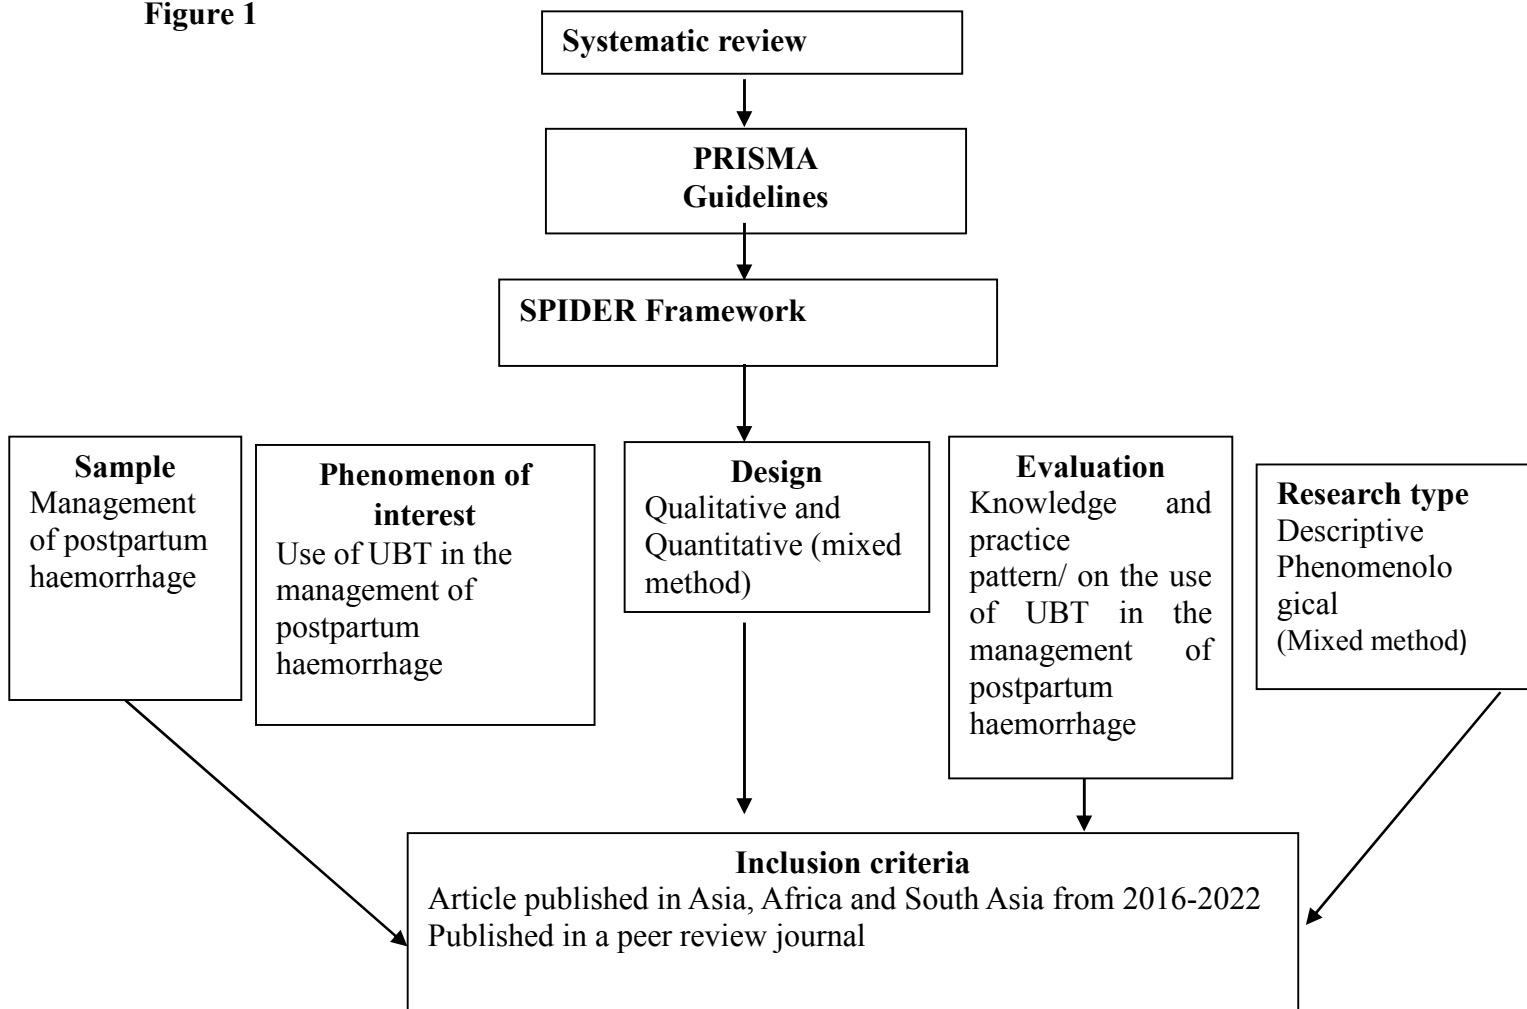 Figure 1
Systematic review
PRISMA
Guidelines
SPIDER Framework
Sample
Management
of postpartum
haemorrhage
Phenomenon of
interest
Use of UBT in the
management of
postpartum
haemorrhage
Design
Qualitative and
Quantitative (mixed
method)
Evaluation
Knowledge and
practice
pattern/ on the use
of UBT in the
management of
postpartum
haemorrhage
Research type
Descriptive
Phenomenolo
gical
(Mixed method)
Inclusion criteria
Article published in Asia, Africa and South Asia from 2016-2022
Published in a peer review journal